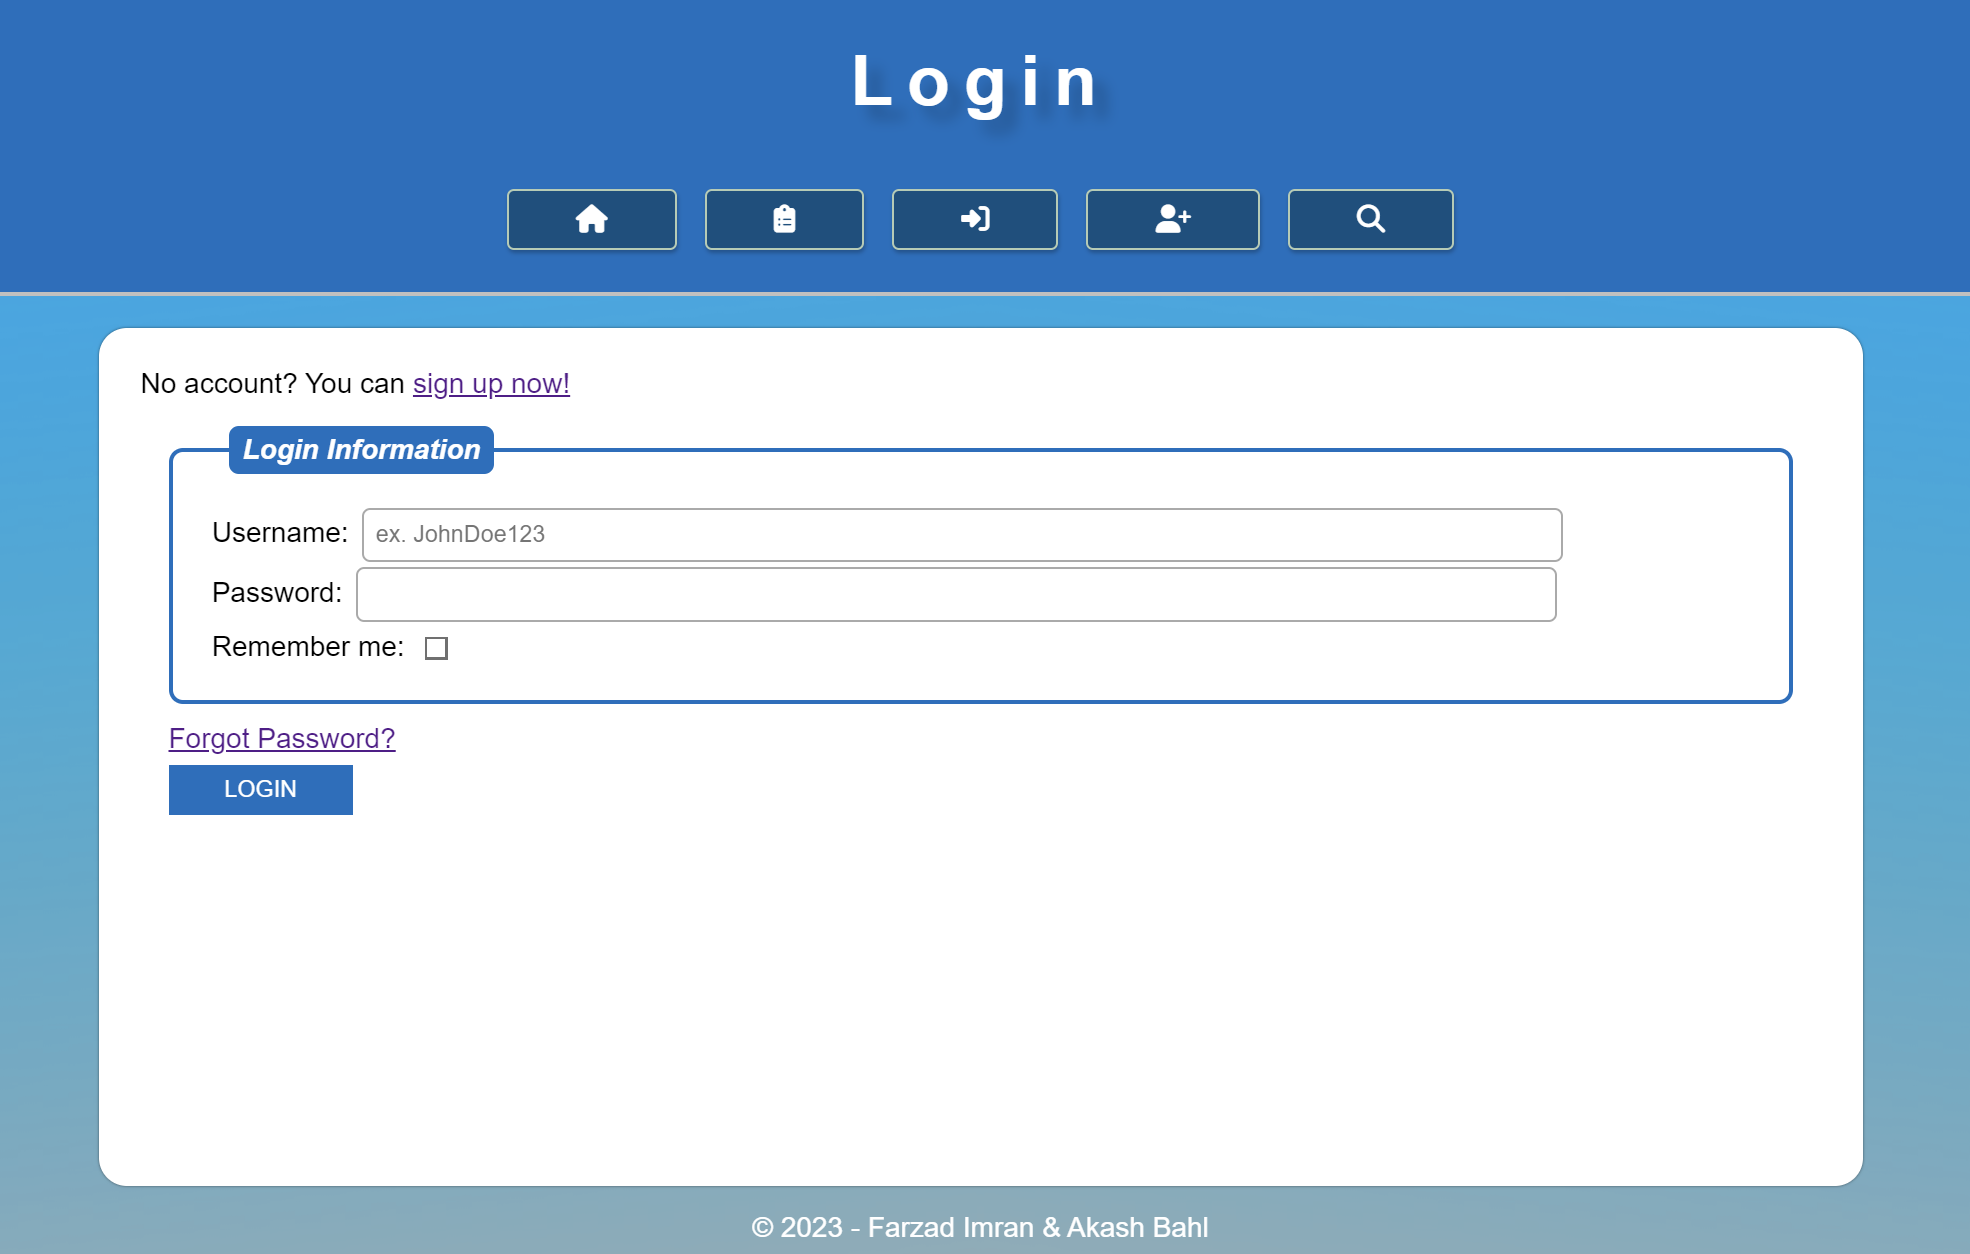 Login
No account? You can sign up now!
Login Information
Username: ex. JohnDoe123
Password:
Remember me:
Forgot Password?
LOGIN
© 2023 - Farzad Imran & Akash Bahl